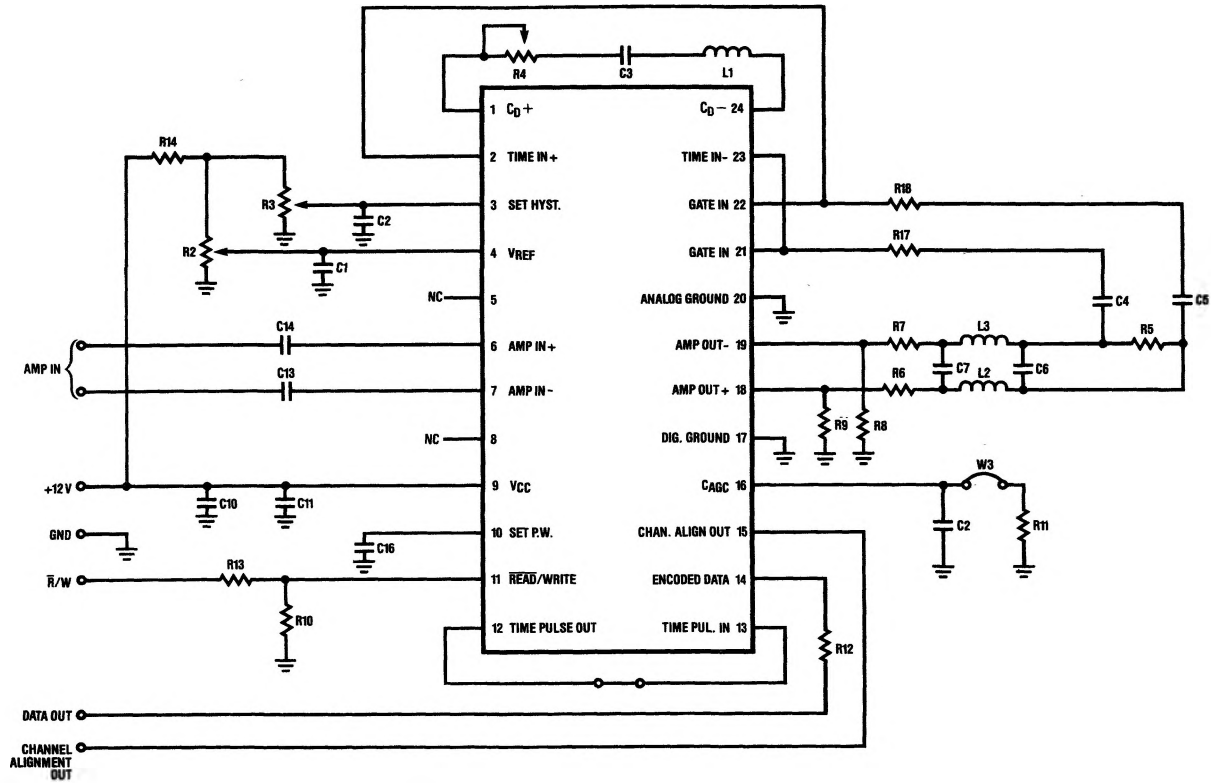 R4
C3
L1
1 CD+
CD− 24
R14
2 TIME IN+
TIME IN- 23
R18
R3
3 SET HYST.
GATE IN 22
C2
R17
R2
4 VREF
GATE IN 21
C1
NC
5
ANALOG GROUND 20
C4
C5
C14
R7
L3
R5
AMP IN
6 AMP IN+
AMP OUT- 19
C13
R6
C7
L2
C6
7 AMP IN-
AMP OUT+ 18
R9
R8
NC
8
DIG. GROUND 17
W3
+12V
9 VCC
CAGC 16
C10
C11
C2
R11
GND
10 SET P.W.
CHAN. ALIGN OUT 15
C16
R13
R/W
11 READ/WRITE
ENCODED DATA 14
R10
12 TIME PULSE OUT
TIME PUL. IN 13
R12
DATA OUT
CHANNEL
ALIGNMENT
OUT